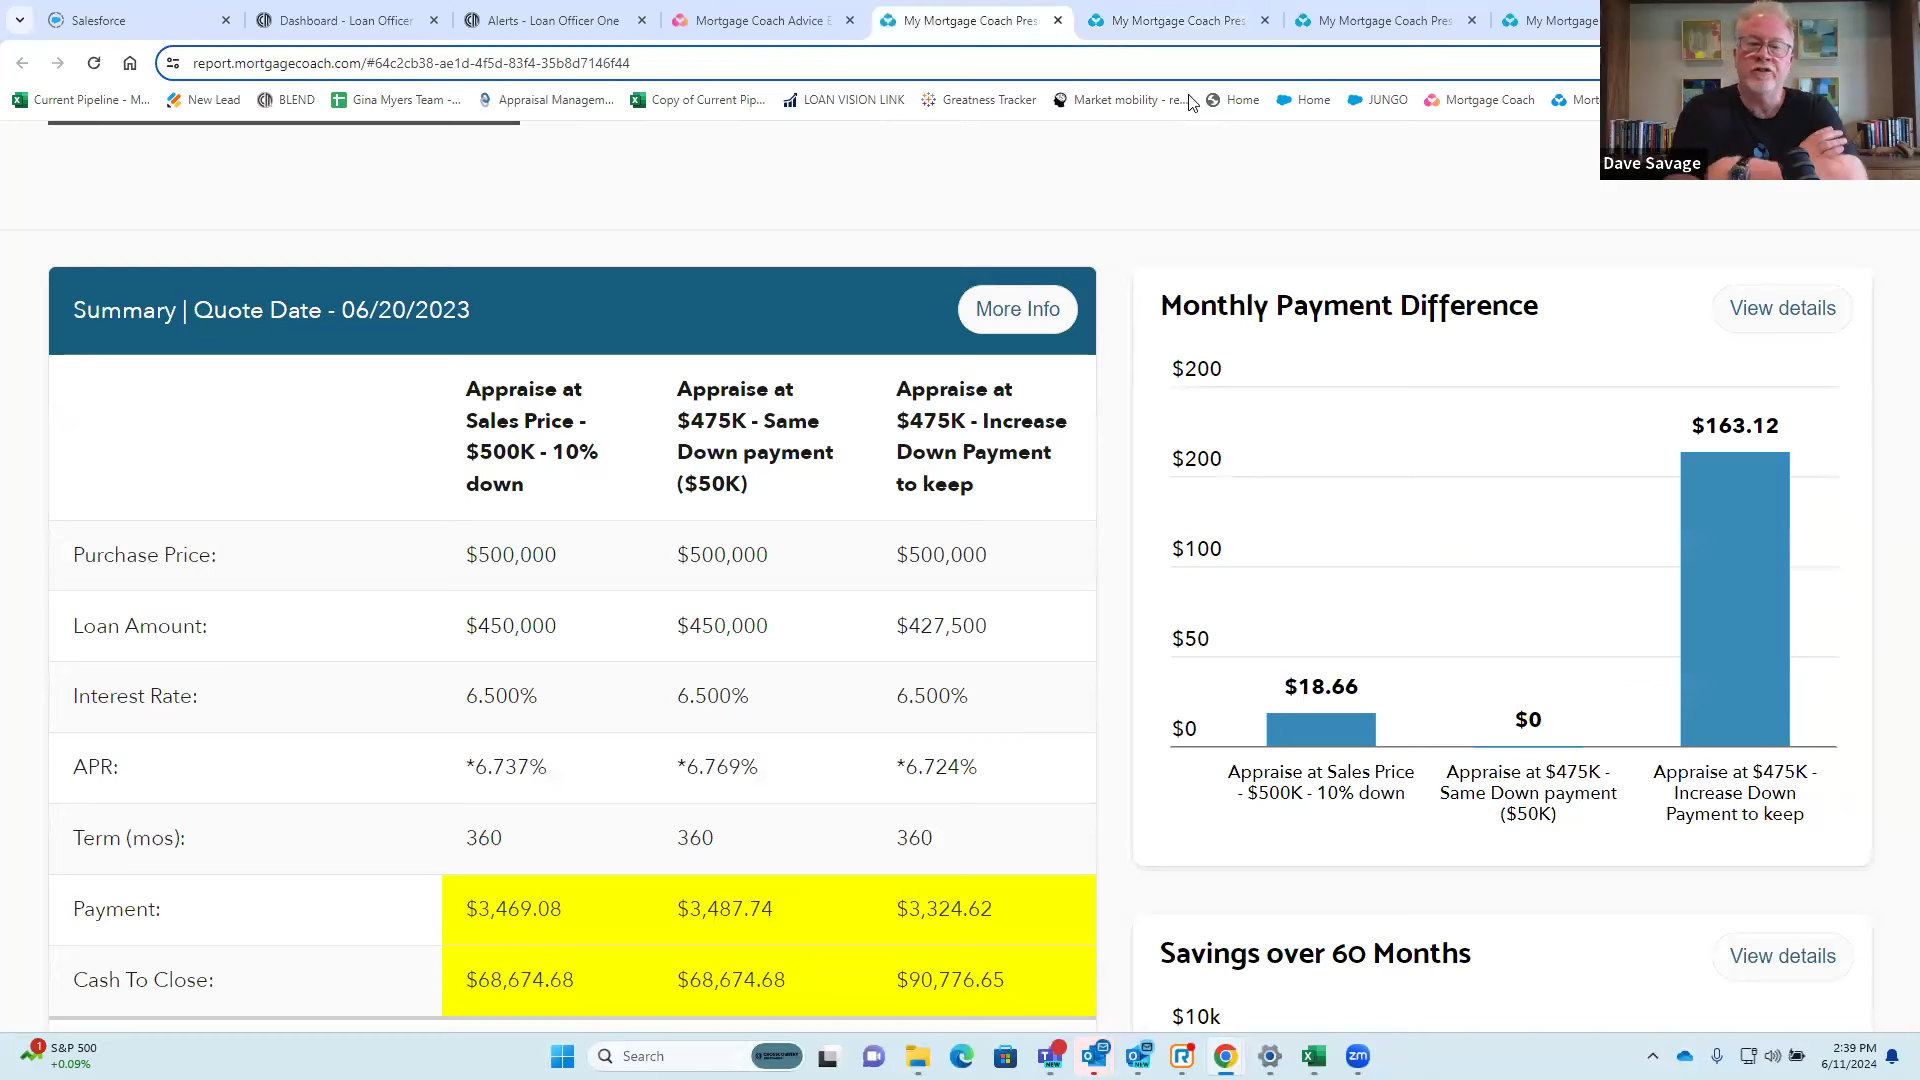 Salesforce
Dashboard - Loan Officer
Alerts - Loan Officer One
Mortgage Coach Advice E
My Mortgage Coach Pres
My Mortgage Coach Pres
My Mortgage Coach Pres
My Mortgage
report.mortgagecoach.com/#64c2cb38-ae1d-4f5d-83f4-35b8d7146f44
Current Pipeline - M...
New Lead
BLEND
Gina Myers Team -...
Appraisal Managem...
Copy of Current Pip...
LOAN VISION LINK
Greatness Tracker
Market mobility - re...
Home
Home
JUNGO
Mortgage Coach
Mort
Dave Savage
Summary | Quote Date - 06/20/2023
More Info
Appraise at Sales Price - $500K - 10% down
Appraise at $475K - Same Down payment ($50K)
Appraise at $475K - Increase Down Payment to keep
Purchase Price: $500,000 $500,000 $500,000
Loan Amount: $450,000 $450,000 $427,500
Interest Rate: 6.500% 6.500% 6.500%
APR: *6.737% *6.769% *6.724%
Term (mos): 360 360 360
Payment: $3,469.08 $3,487.74 $3,324.62
Cash To Close: $68,674.68 $68,674.68 $90,776.65
Monthly Payment Difference
View details
$200
$163.12
$200
$100
$50
$18.66
$0
$0
Appraise at Sales Price
- $500K - 10% down
Appraise at $475K -
Same Down payment
($50K)
Appraise at $475K -
Increase Down
Payment to keep
Savings over 60 Months
View details
$10k
1
S&P 500
+0.09%
Search
NEW
NEW
zm
2:39 PM
6/11/2024